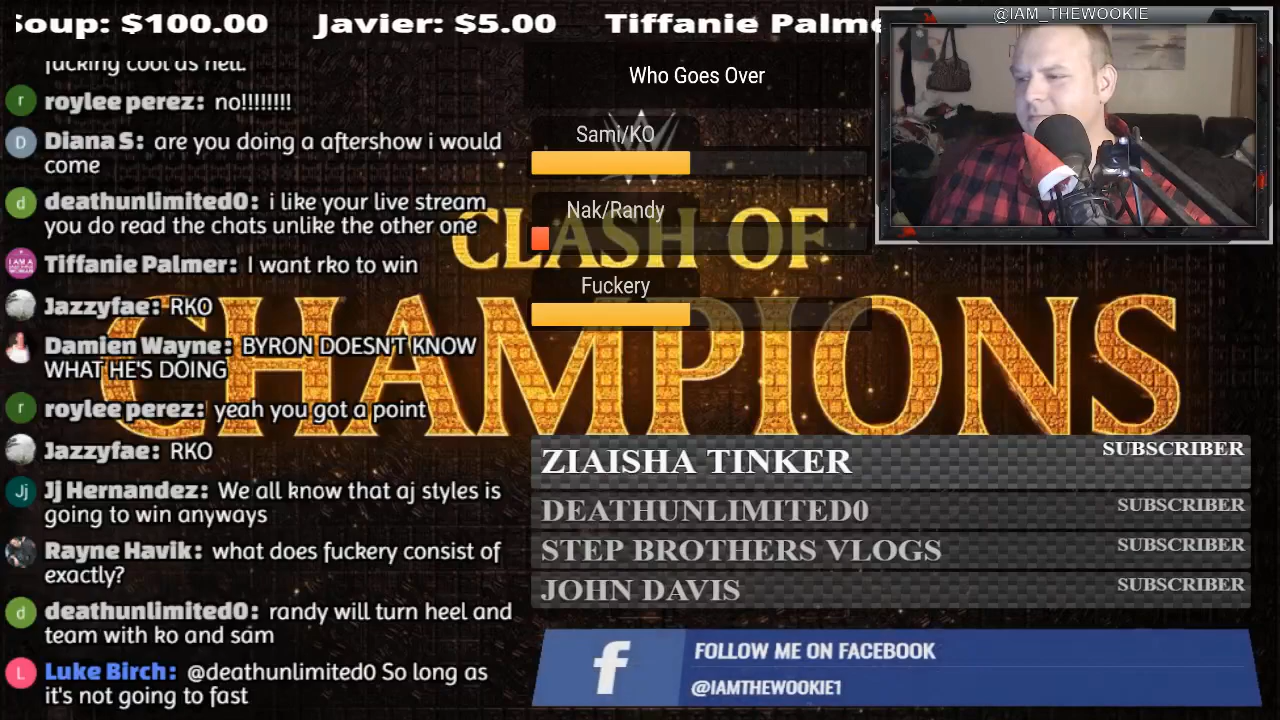 Soup: $100.00 Javier: $5.00 Tiffanie Palme
@IAM_THEWOOKIE
fucking cool as hell.
roylee perez: no!!!!!!!!
Diana S: are you doing a aftershow i would
come
deathunlimited0: i like your live stream
you do read the chats unlike the other one
Tiffanie Palmer: I want rko to win
Jazzyfae: RKO
Damien Wayne: BYRON DOESN'T KNOW
WHAT HE'S DOING
roylee perez: yeah you got a point
Jazzyfae: RKO
Jj Hernandez: We all know that aj styles is
going to win anyways
Rayne Havik: what does fuckery consist of
exactly?
deathunlimited0: randy will turn heel and
team with ko and sam
Luke Birch: @deathunlimited0 So long as
it's not going to fast
Who Goes Over
Sami/KO
Nak/Randy
Fuckery
CLASH OF
CHAMPIONS
ZIAISHA TINKER SUBSCRIBER
DEATHUNLIMITED0 SUBSCRIBER
STEP BROTHERS VLOGS SUBSCRIBER
JOHN DAVIS SUBSCRIBER
FOLLOW ME ON FACEBOOK
@IAMTHEWOOKIE1